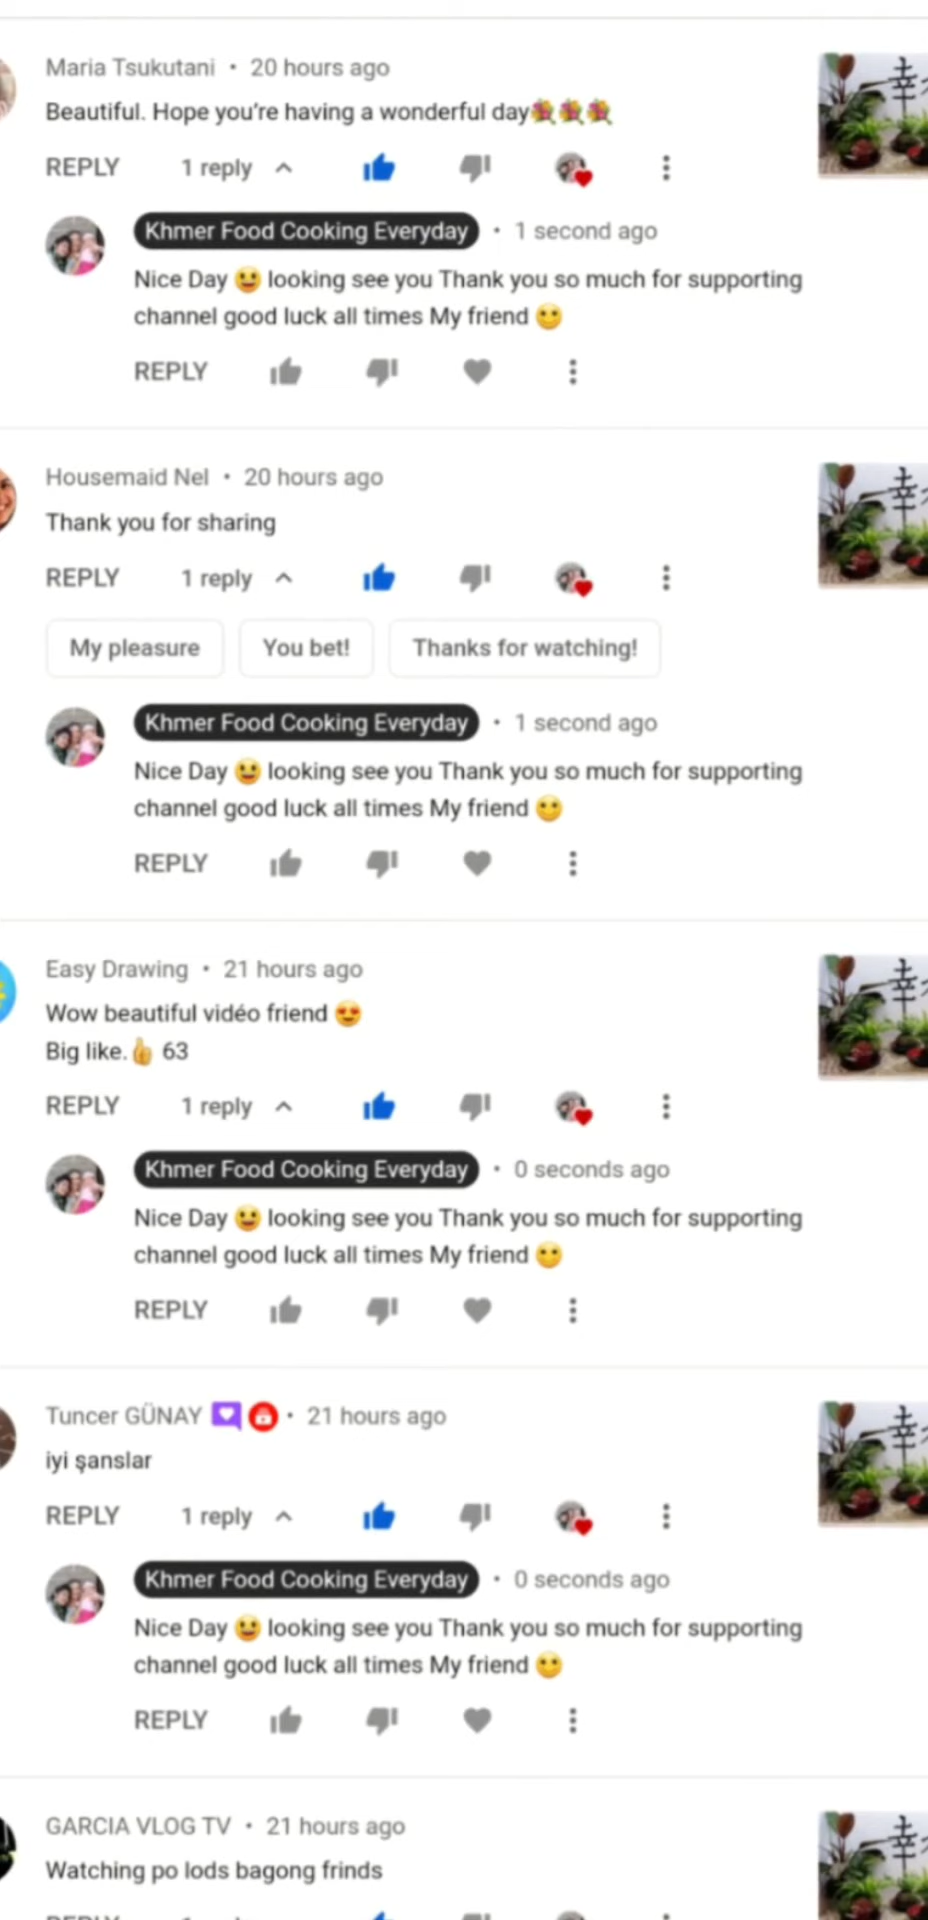 Maria Tsukutani • 20 hours ago
Beautiful. Hope you're having a wonderful day💐💐💐
REPLY 1 reply
Khmer Food Cooking Everyday • 1 second ago
Nice Day 😃 looking see you Thank you so much for supporting
channel good luck all times My friend 🙂
REPLY
Housemaid Nel • 20 hours ago
Thank you for sharing
REPLY 1 reply
My pleasure You bet! Thanks for watching!
Khmer Food Cooking Everyday • 1 second ago
Nice Day 😃 looking see you Thank you so much for supporting
channel good luck all times My friend 🙂
REPLY
Easy Drawing • 21 hours ago
Wow beautiful vidéo friend 😍
Big like.👍 63
REPLY 1 reply
Khmer Food Cooking Everyday • 0 seconds ago
Nice Day 😃 looking see you Thank you so much for supporting
channel good luck all times My friend 🙂
REPLY
Tuncer GÜNAY • 21 hours ago
iyi şanslar
REPLY 1 reply
Khmer Food Cooking Everyday • 0 seconds ago
Nice Day 😃 looking see you Thank you so much for supporting
channel good luck all times My friend 🙂
REPLY
GARCIA VLOG TV • 21 hours ago
Watching po lods bagong frinds